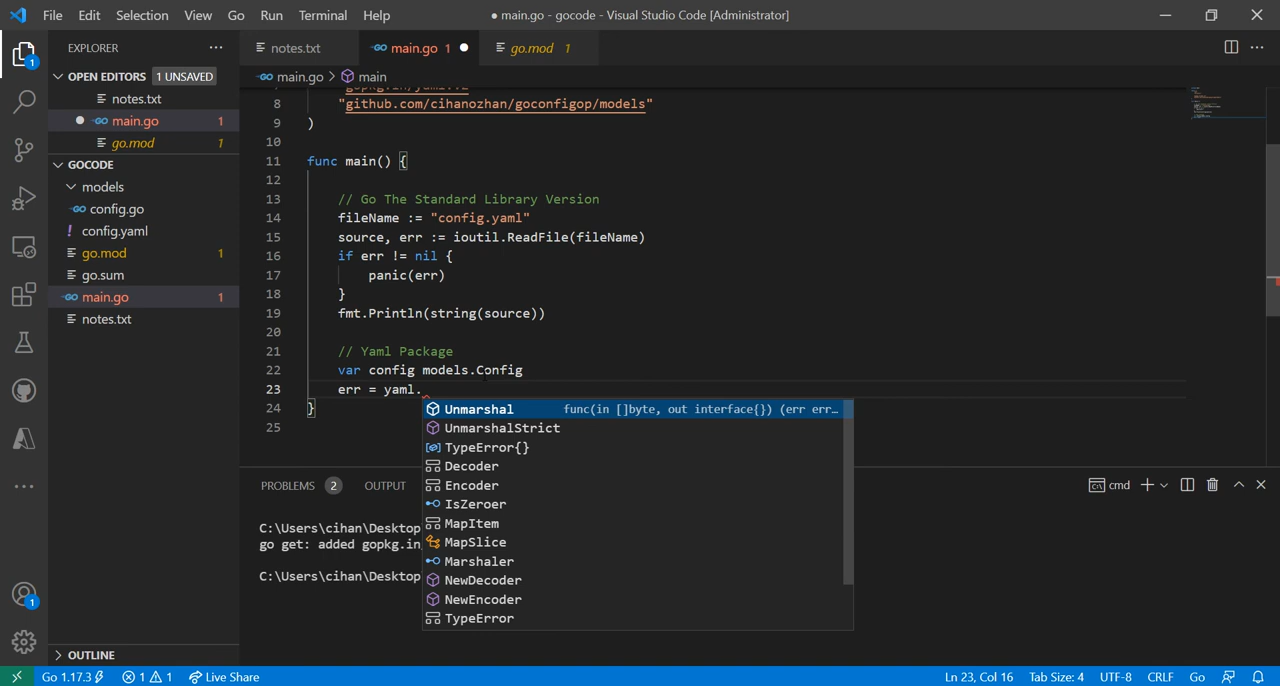 File Edit Selection View Go Run Terminal Help
● main.go - gocode - Visual Studio Code [Administrator]
EXPLORER
OPEN EDITORS 1 UNSAVED
notes.txt
main.go 1
go.mod 1
GOCODE
models
config.go
config.yaml
go.mod 1
go.sum
main.go 1
notes.txt
OUTLINE
notes.txt
main.go 1
go.mod 1
main.go > main
8 "github.com/cihanozhan/goconfigop/models"
9 )
10
11 func main() {
12
13 // Go The Standard Library Version
14 fileName := "config.yaml"
15 source, err := ioutil.ReadFile(fileName)
16 if err != nil {
17 panic(err)
18 }
19 fmt.Println(string(source))
20
21 // Yaml Package
22 var config models.Config
23 err = yaml.
24 }
25
Unmarshal func(in []byte, out interface{}) (err err…
UnmarshalStrict
TypeError{}
Decoder
Encoder
IsZeroer
MapItem
MapSlice
Marshaler
NewDecoder
NewEncoder
TypeError
PROBLEMS 2 OUTPUT
cmd
C:\Users\cihan\Desktop
go get: added gopkg.in
C:\Users\cihan\Desktop
1
1
Go 1.17.3 1 1 Live Share
Ln 23, Col 16 Tab Size: 4 UTF-8 CRLF Go